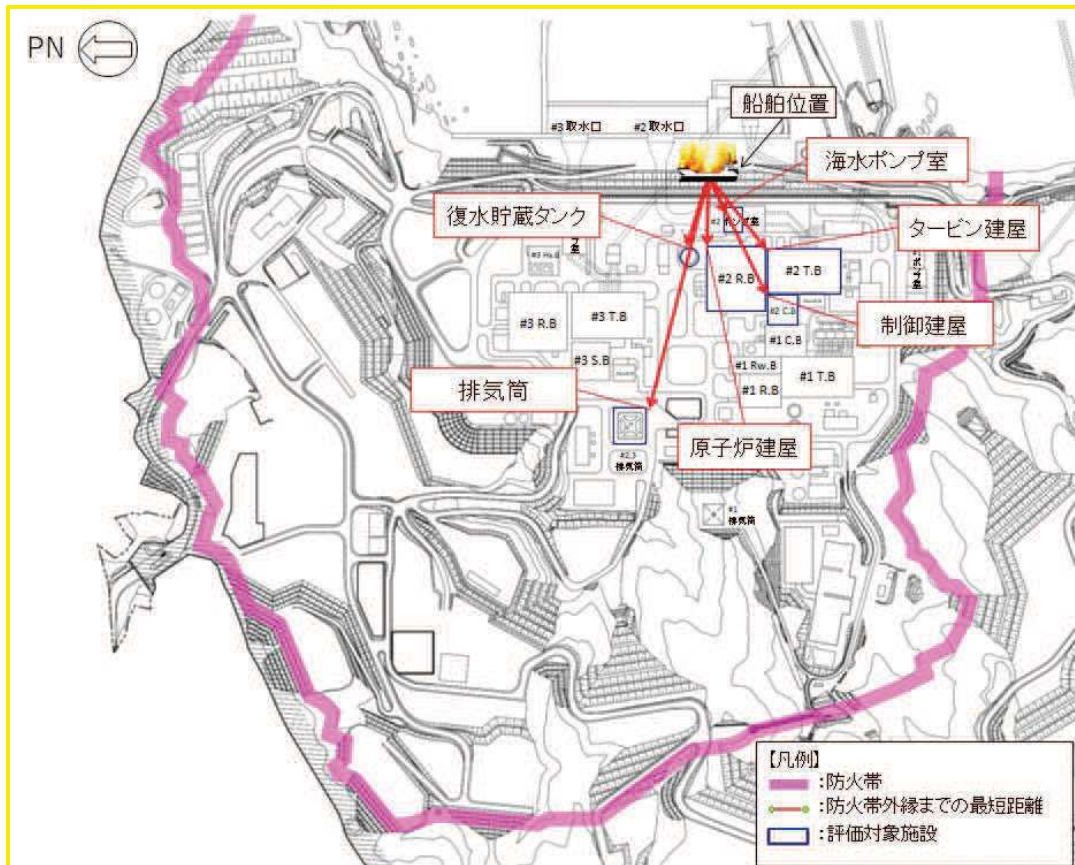 PN
船舶位置
#3 取水口
#2 取水口
海水ポンプ室
復水貯蔵タンク
タービン建屋
#3 Hx.B
#2 R.B
#2 T.B
#3 R.B
#3 T.B
#2 C.B
制御建屋
#1 C.B
#3 S.B
#1 Rw.B
#1 T.B
#1 R.B
排気筒
原子炉建屋
#2,3
排気筒
#1
排気筒
【凡例】
:防火帯
:防火帯外縁までの最短距離
:評価対象施設